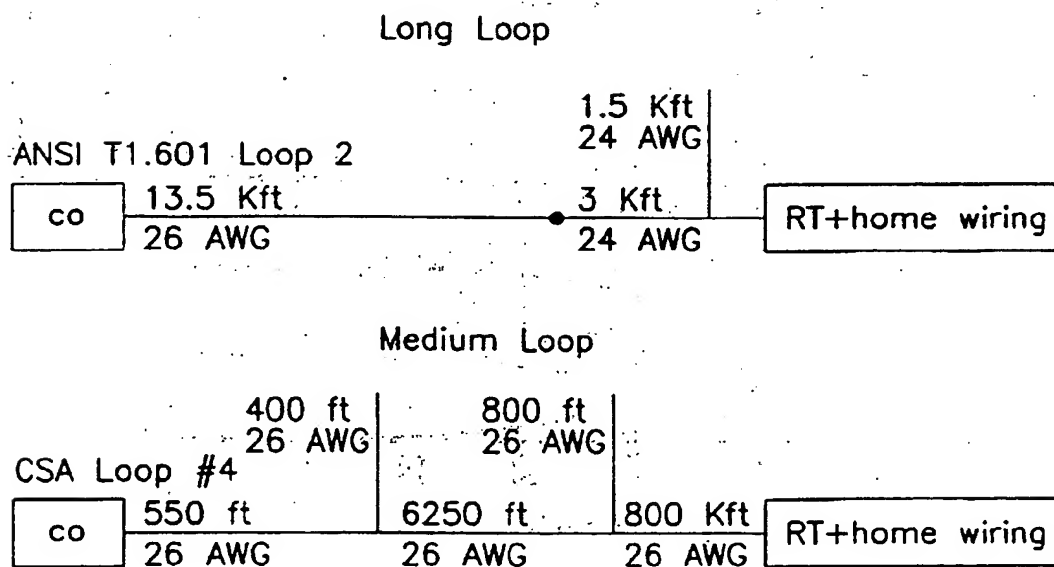 Long Loop
1.5 Kft
24 AWG
ANSI T1.601 Loop 2
co
13.5 Kft
26 AWG
3 Kft
24 AWG
RT+home wiring
Medium Loop
400 ft
26 AWG
800 ft
26 AWG
CSA Loop #4
co
550 ft
26 AWG
6250 ft
26 AWG
800 Kft
26 AWG
RT+home wiring